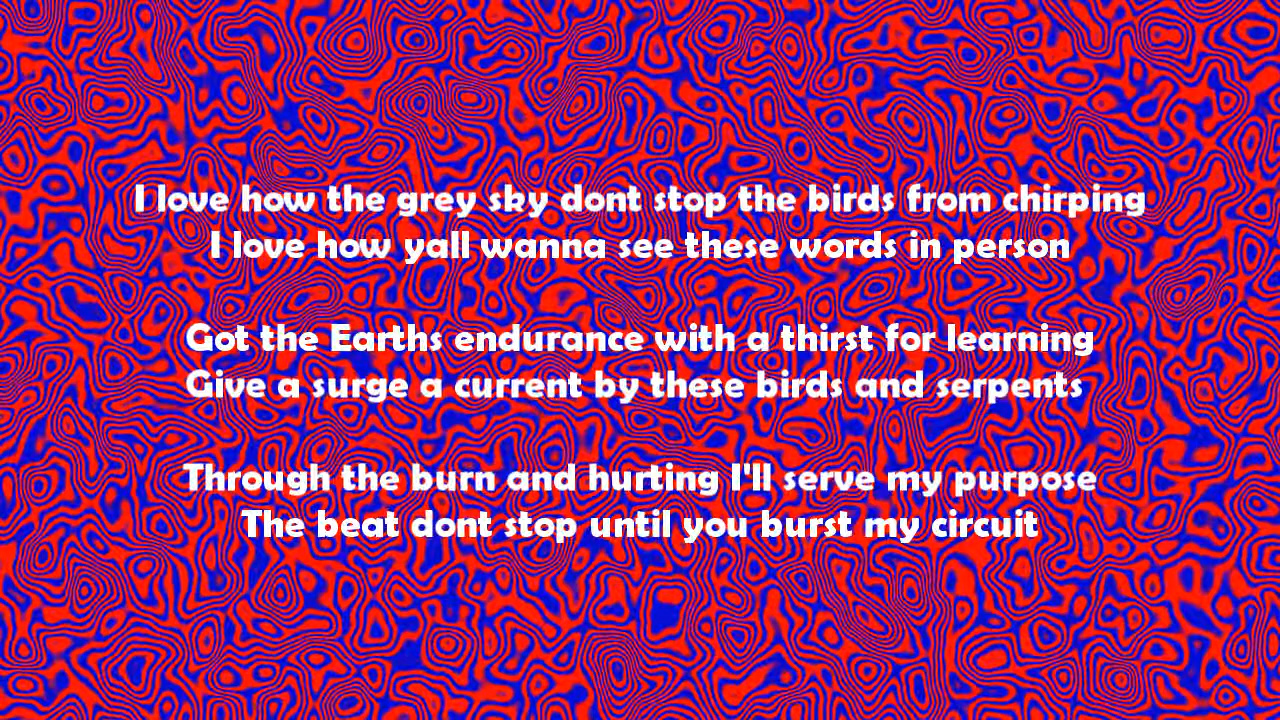 I love how the grey sky dont stop the birds from chirping
I love how yall wanna see these words in person
Got the Earths endurance with a thirst for learning
Give a surge a current by these birds and serpents
Through the burn and hurting I'll serve my purpose
The beat dont stop until you burst my circuit